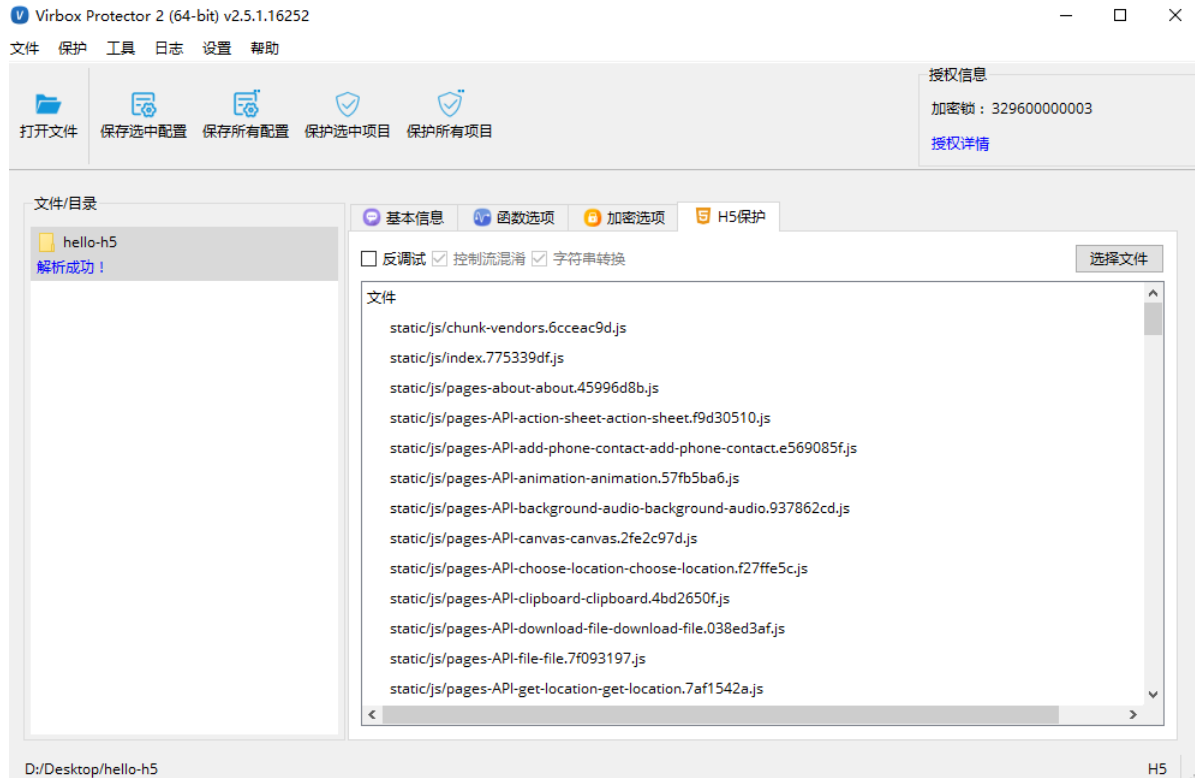 Virbox Protector 2 (64-bit) v2.5.1.16252
文件 保护 工具 日志 设置 帮助
打开文件 保存选中配置 保存所有配置 保护选中项目 保护所有项目
授权信息
加密锁：329600000003
授权详情
文件/目录
hello-h5
解析成功！
基本信息 函数选项 加密选项 H5保护
反调试 控制流混淆 字符串转换 选择文件
文件
static/js/chunk-vendors.6cceac9d.js
static/js/index.775339df.js
static/js/pages-about-about.45996d8b.js
static/js/pages-API-action-sheet-action-sheet.f9d30510.js
static/js/pages-API-add-phone-contact-add-phone-contact.e569085f.js
static/js/pages-API-animation-animation.57fb5ba6.js
static/js/pages-API-background-audio-background-audio.937862cd.js
static/js/pages-API-canvas-canvas.2fe2c97d.js
static/js/pages-API-choose-location-choose-location.f27ffe5c.js
static/js/pages-API-clipboard-clipboard.4bd2650f.js
static/js/pages-API-download-file-download-file.038ed3af.js
static/js/pages-API-file-file.7f093197.js
static/js/pages-API-get-location-get-location.7af1542a.js
D:/Desktop/hello-h5 H5